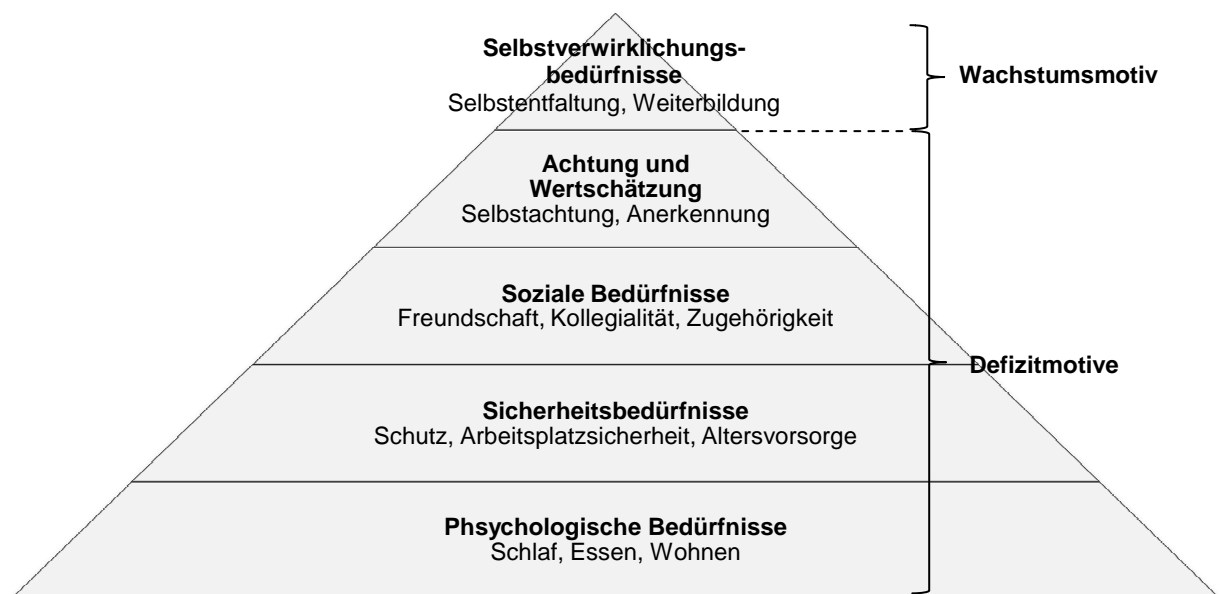 Selbstverwirklichungs-
bedürfnisse
Selbstentfaltung, Weiterbildung
Wachstumsmotiv
Achtung und
Wertschätzung
Selbstachtung, Anerkennung
Soziale Bedürfnisse
Freundschaft, Kollegialität, Zugehörigkeit
Defizitmotive
Sicherheitsbedürfnisse
Schutz, Arbeitsplatzsicherheit, Altersvorsorge
Phsychologische Bedürfnisse
Schlaf, Essen, Wohnen